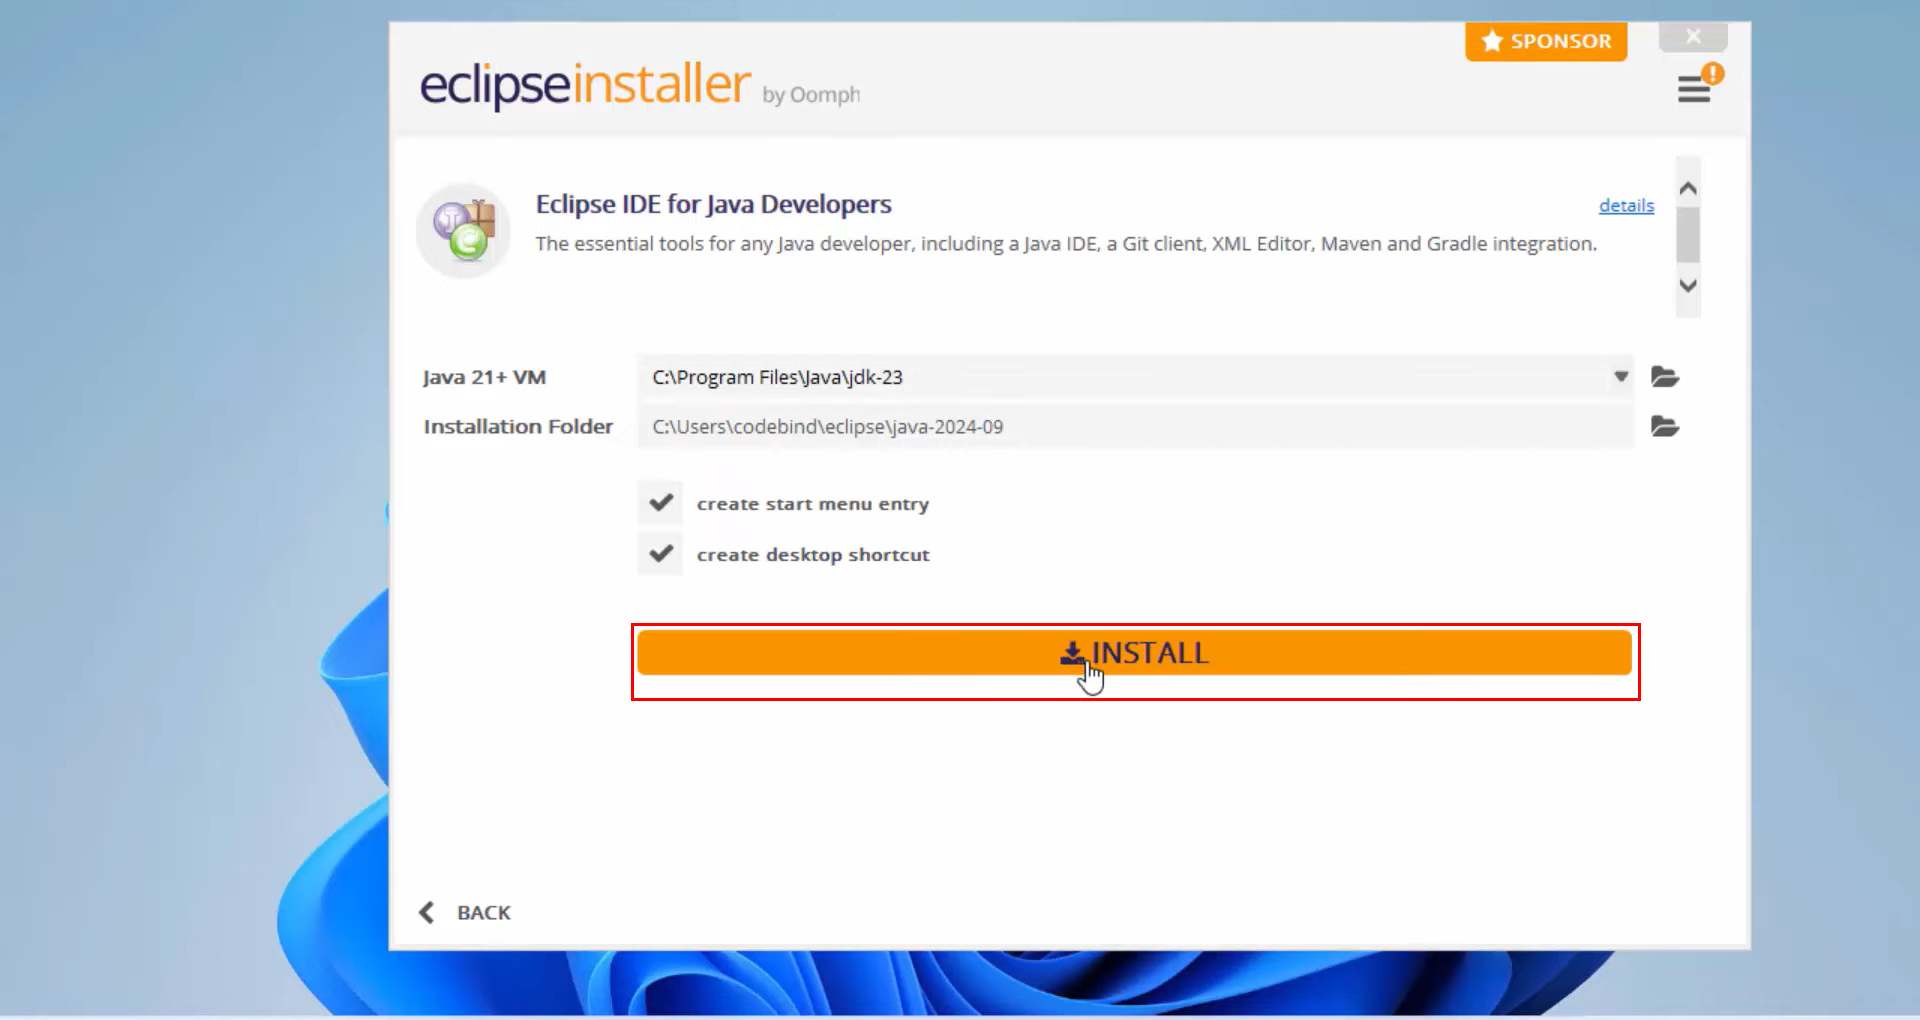 SPONSOR
eclipseinstaller by Oomph
Eclipse IDE for Java Developers
details
The essential tools for any Java developer, including a Java IDE, a Git client, XML Editor, Maven and Gradle integration.
Java 21+ VM
C:\Program Files\Java\jdk-23
Installation Folder
C:\Users\codebind\eclipse\java-2024-09
create start menu entry
create desktop shortcut
INSTALL
BACK